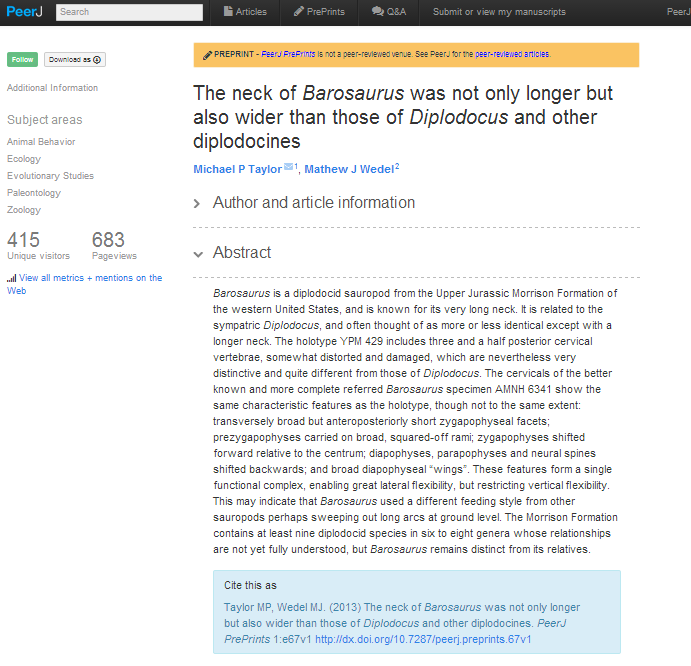 PeerJ Search Articles PrePrints Q&A Submit or view my manuscripts PeerJ
Follow Download as
Additional Information
Subject areas
Animal Behavior
Ecology
Evolutionary Studies
Paleontology
Zoology
415 683
Unique visitors Pageviews
View all metrics + mentions on the
Web
PREPRINT - PeerJ PrePrints is not a peer-reviewed venue. See PeerJ for the peer-reviewed articles.
The neck of Barosaurus was not only longer but
also wider than those of Diplodocus and other
diplodocines
Michael P Taylor 1, Mathew J Wedel2
Author and article information
Abstract
Barosaurus is a diplodocid sauropod from the Upper Jurassic Morrison Formation of
the western United States, and is known for its very long neck. It is related to the
sympatric Diplodocus, and often thought of as more or less identical except with a
longer neck. The holotype YPM 429 includes three and a half posterior cervical
vertebrae, somewhat distorted and damaged, which are nevertheless very
distinctive and quite different from those of Diplodocus. The cervicals of the better
known and more complete referred Barosaurus specimen AMNH 6341 show the
same characteristic features as the holotype, though not to the same extent:
transversely broad but anteroposteriorly short zygapophyseal facets;
prezygapophyses carried on broad, squared-off rami; zygapophyses shifted
forward relative to the centrum; diapophyses, parapophyses and neural spines
shifted backwards; and broad diapophyseal “wings”. These features form a single
functional complex, enabling great lateral flexibility, but restricting vertical flexibility.
This may indicate that Barosaurus used a different feeding style from other
sauropods perhaps sweeping out long arcs at ground level. The Morrison Formation
contains at least nine diplodocid species in six to eight genera whose relationships
are not yet fully understood, but Barosaurus remains distinct from its relatives.
Cite this as
Taylor MP, Wedel MJ. (2013) The neck of Barosaurus was not only longer
but also wider than those of Diplodocus and other diplodocines. PeerJ
PrePrints 1:e67v1 http://dx.doi.org/10.7287/peerj.preprints.67v1